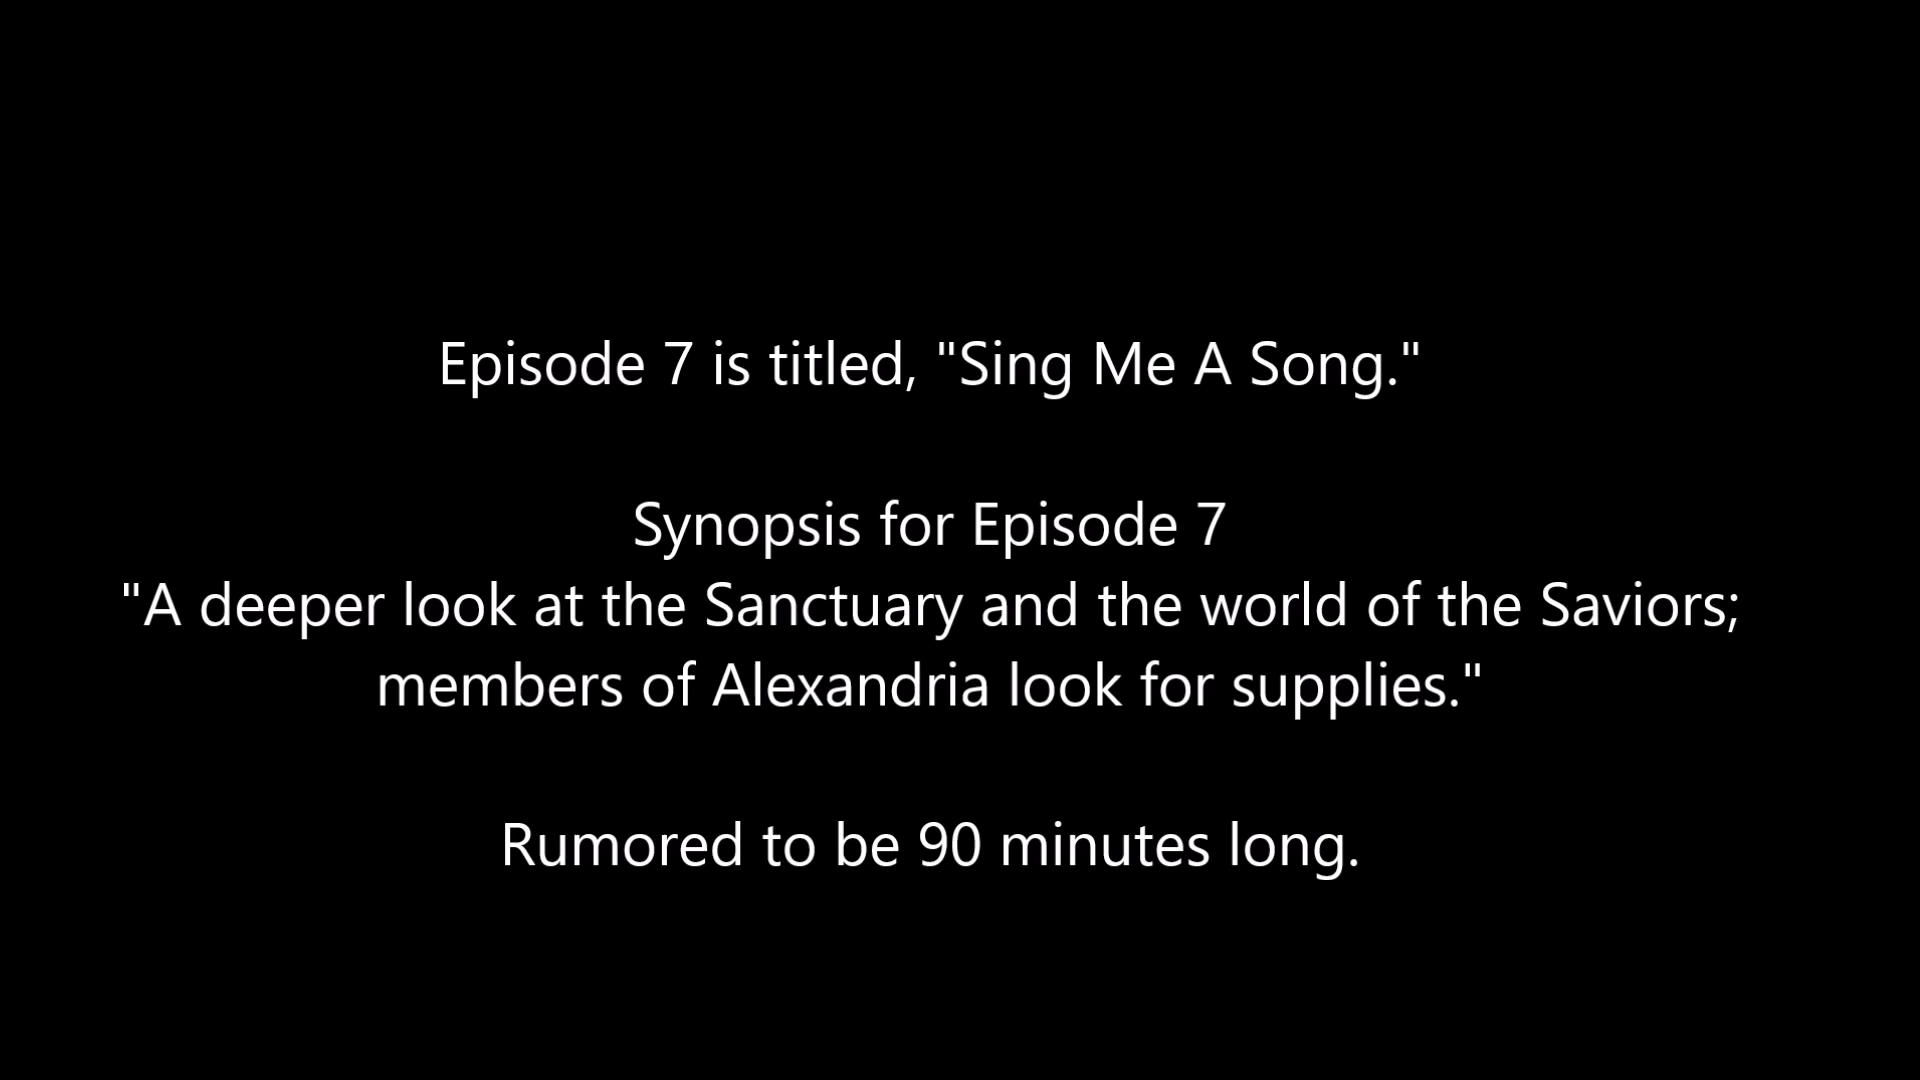 Episode 7 is titled, "Sing Me A Song."
Synopsis for Episode 7
"A deeper look at the Sanctuary and the world of the Saviors;
members of Alexandria look for supplies."
Rumored to be 90 minutes long.